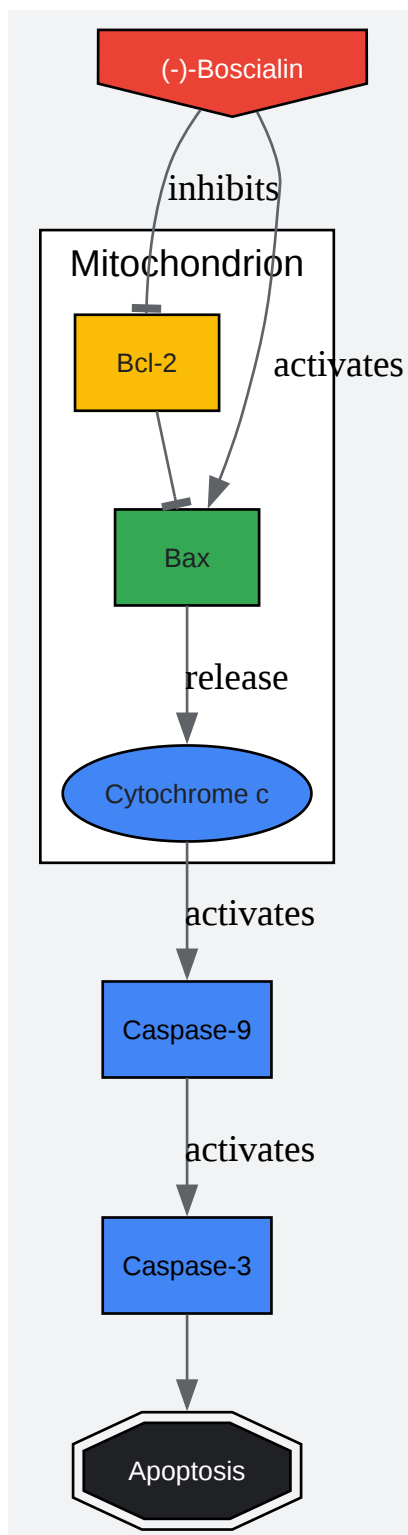 (-)-Boscialin
inhibits
Mitochondrion
Bcl-2
activates
Bax
release
Cytochrome c
activates
Caspase-9
activates
Caspase-3
Apoptosis